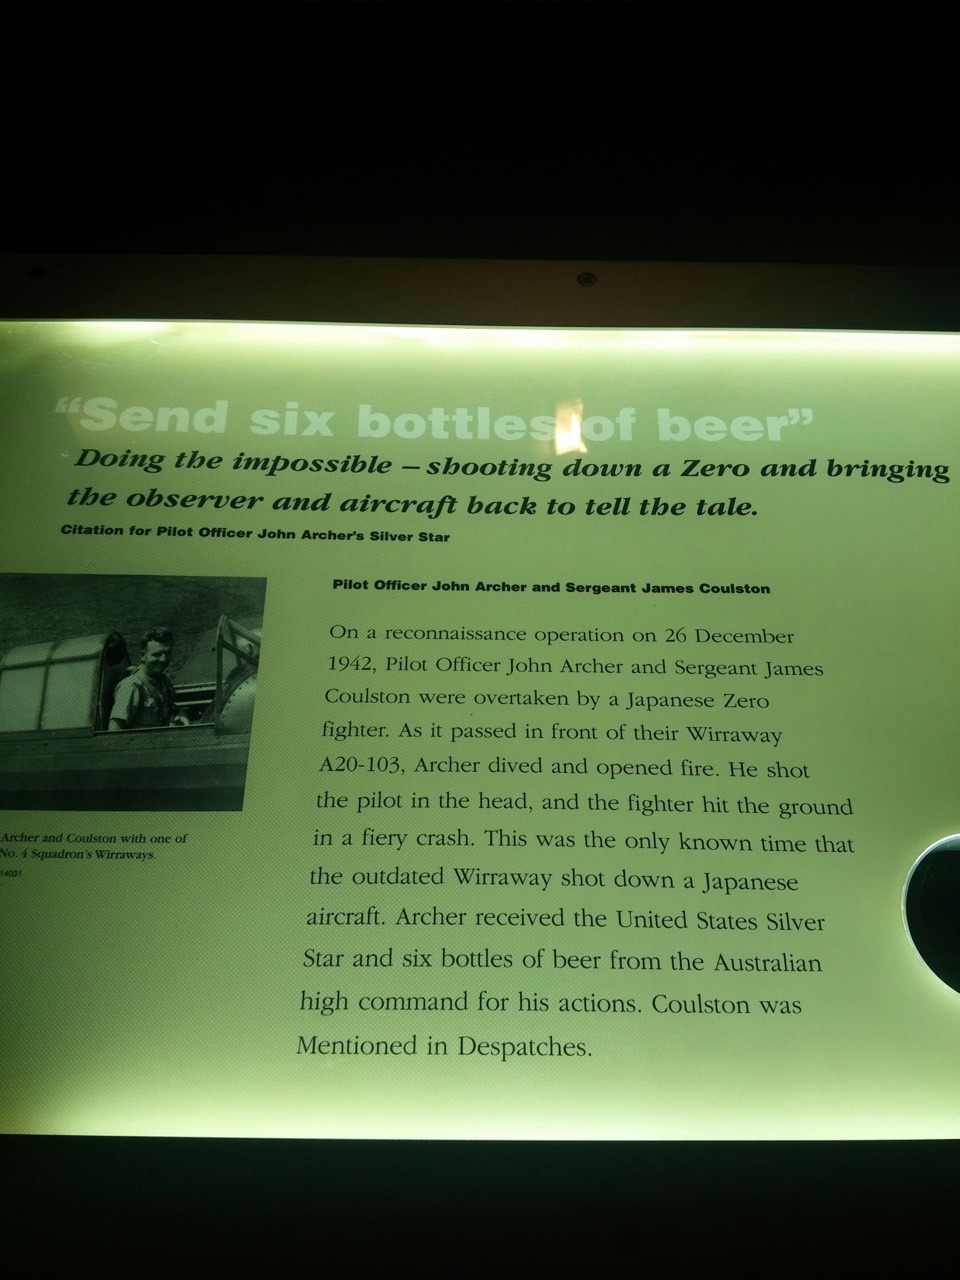 “Send six bottles of beer”
Doing the impossible – shooting down a Zero and bringing
the observer and aircraft back to tell the tale.
Citation for Pilot Officer John Archer's Silver Star
Pilot Officer John Archer and Sergeant James Coulston
On a reconnaissance operation on 26 December
1942, Pilot Officer John Archer and Sergeant James
Coulston were overtaken by a Japanese Zero
fighter. As it passed in front of their Wirraway
A20-103, Archer dived and opened fire. He shot
the pilot in the head, and the fighter hit the ground
in a fiery crash. This was the only known time that
the outdated Wirraway shot down a Japanese
aircraft. Archer received the United States Silver
Star and six bottles of beer from the Australian
high command for his actions. Coulston was
Mentioned in Despatches.
Archer and Coulston with one of
No. 4 Squadron's Wirraways.
14031